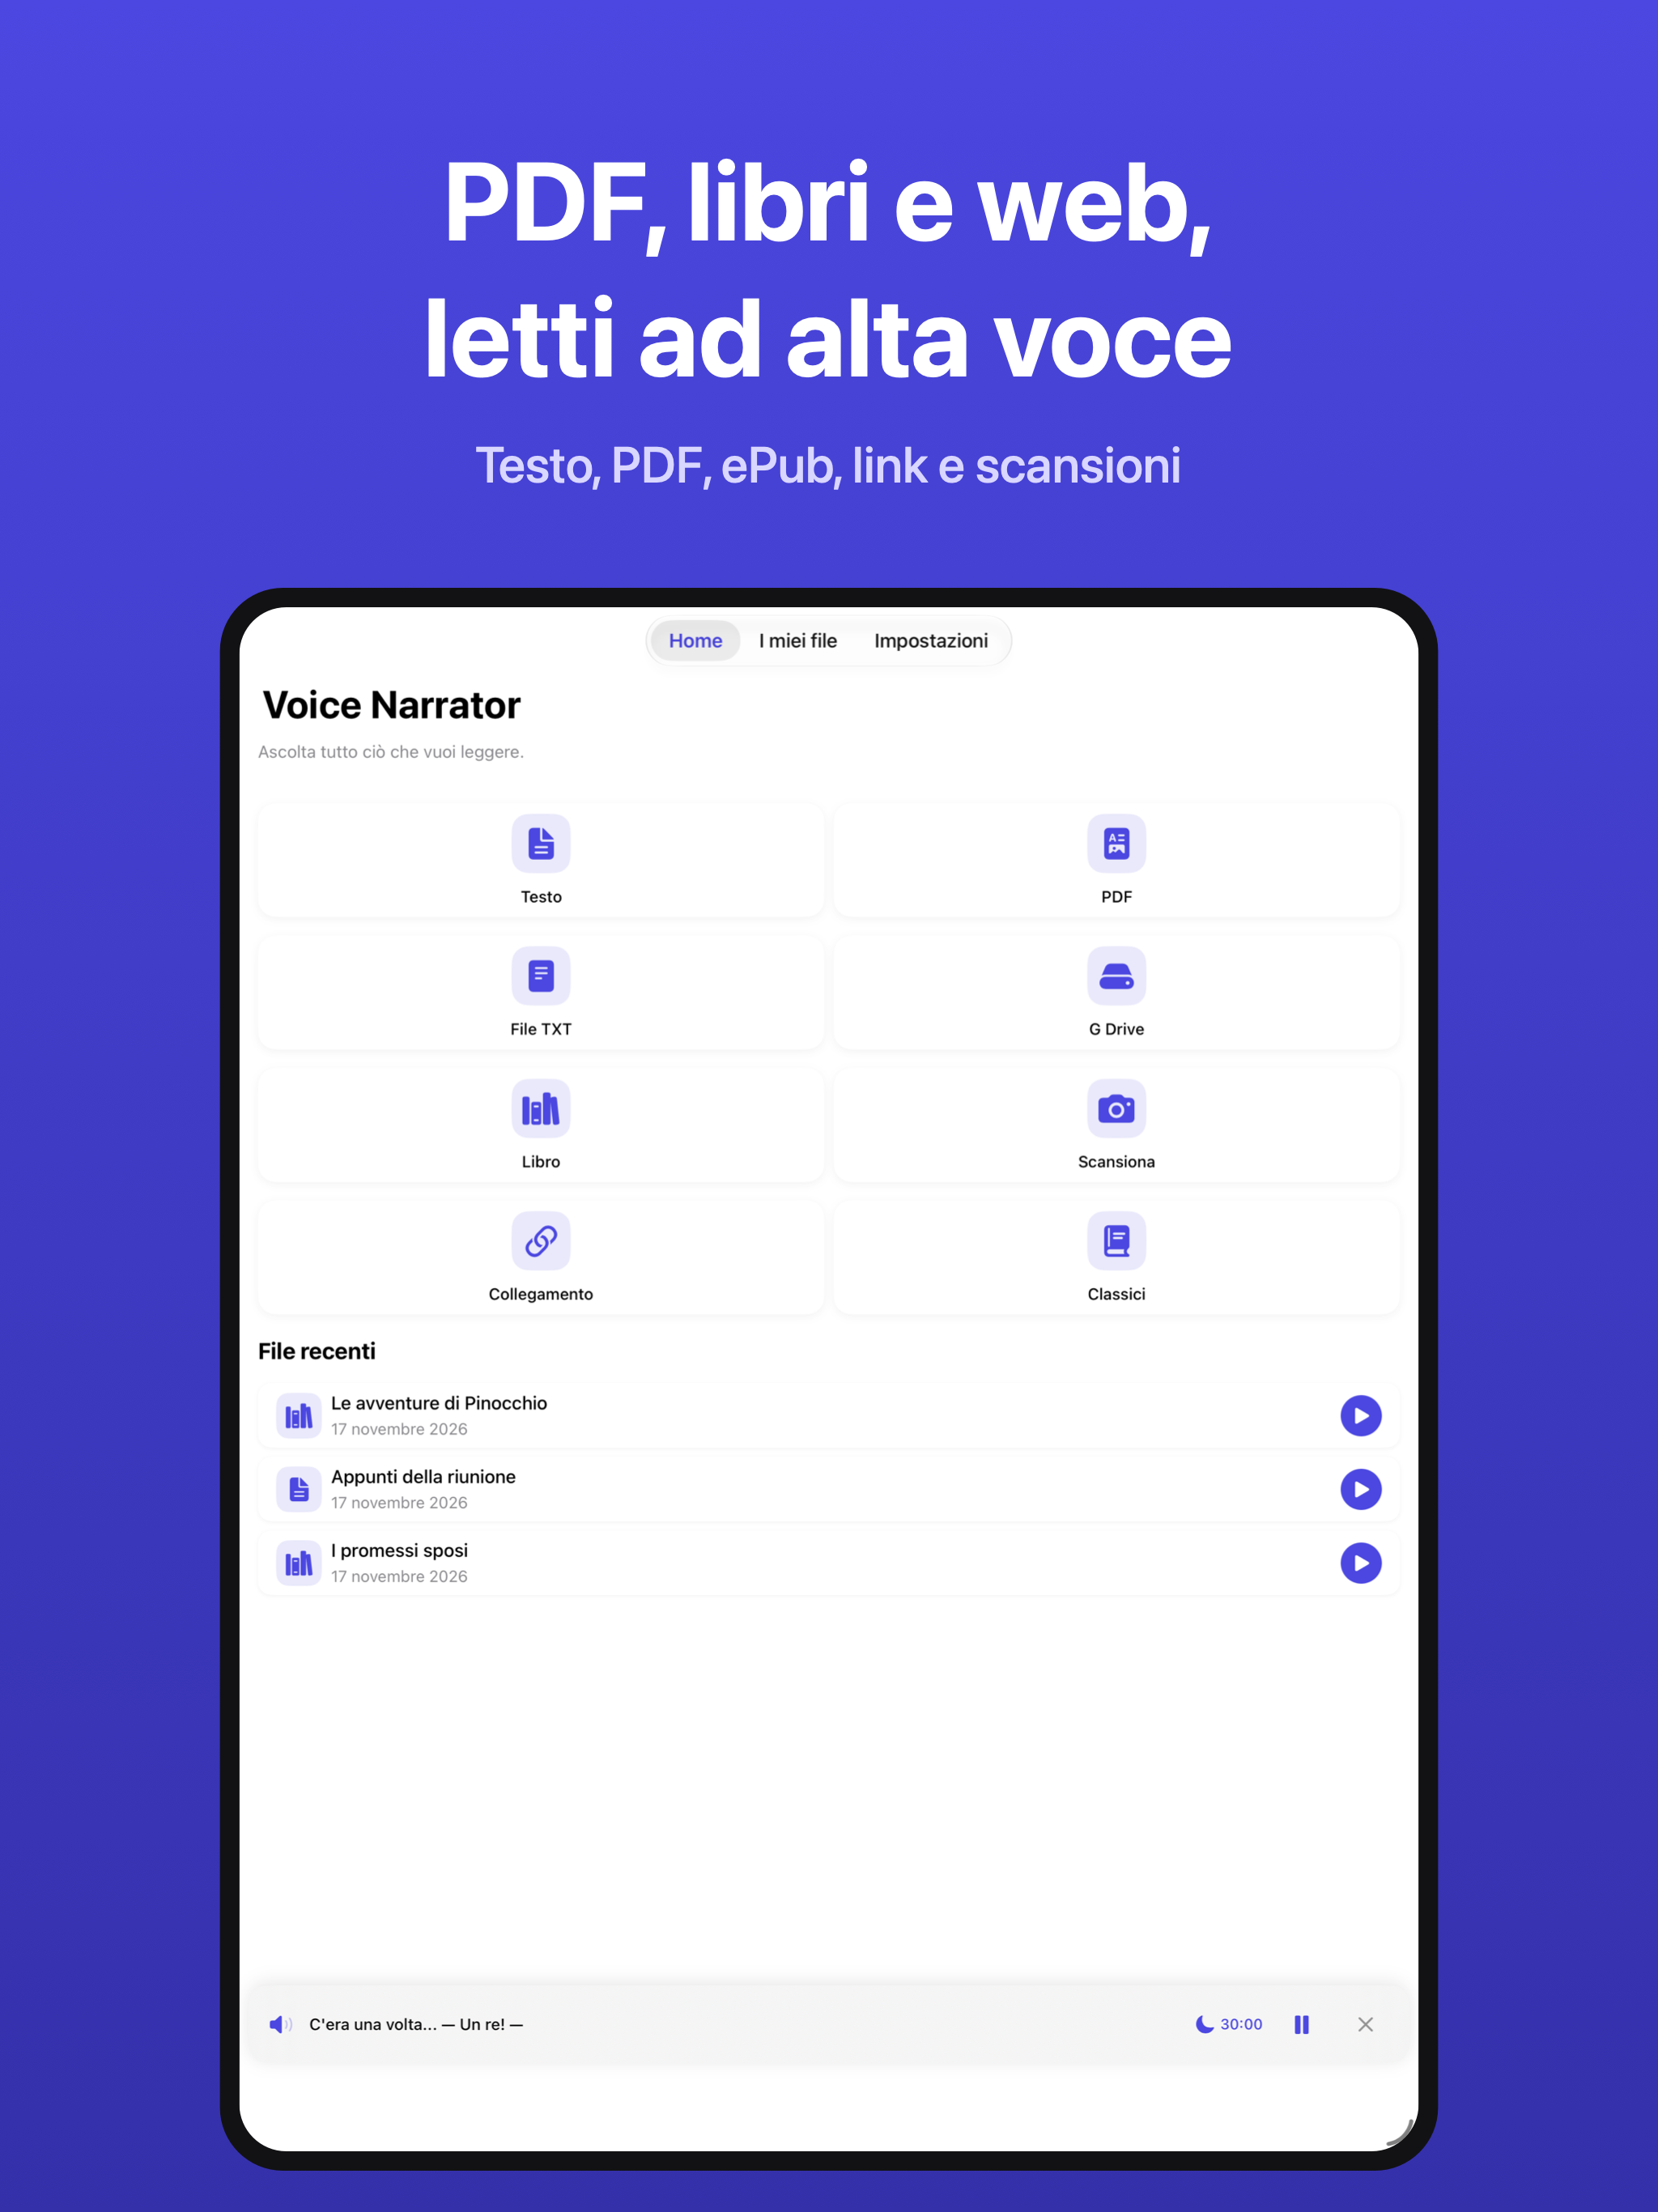 PDF, libri e web,
letti ad alta voce
Testo, PDF, ePub, link e scansioni
Home I miei file Impostazioni
Voice Narrator
Ascolta tutto ciò che vuoi leggere.
Testo PDF
File TXT G Drive
Libro Scansiona
Collegamento Classici
File recenti
Le avventure di Pinocchio
17 novembre 2026
Appunti della riunione
17 novembre 2026
I promessi sposi
17 novembre 2026
C'era una volta... — Un re! — 30:00